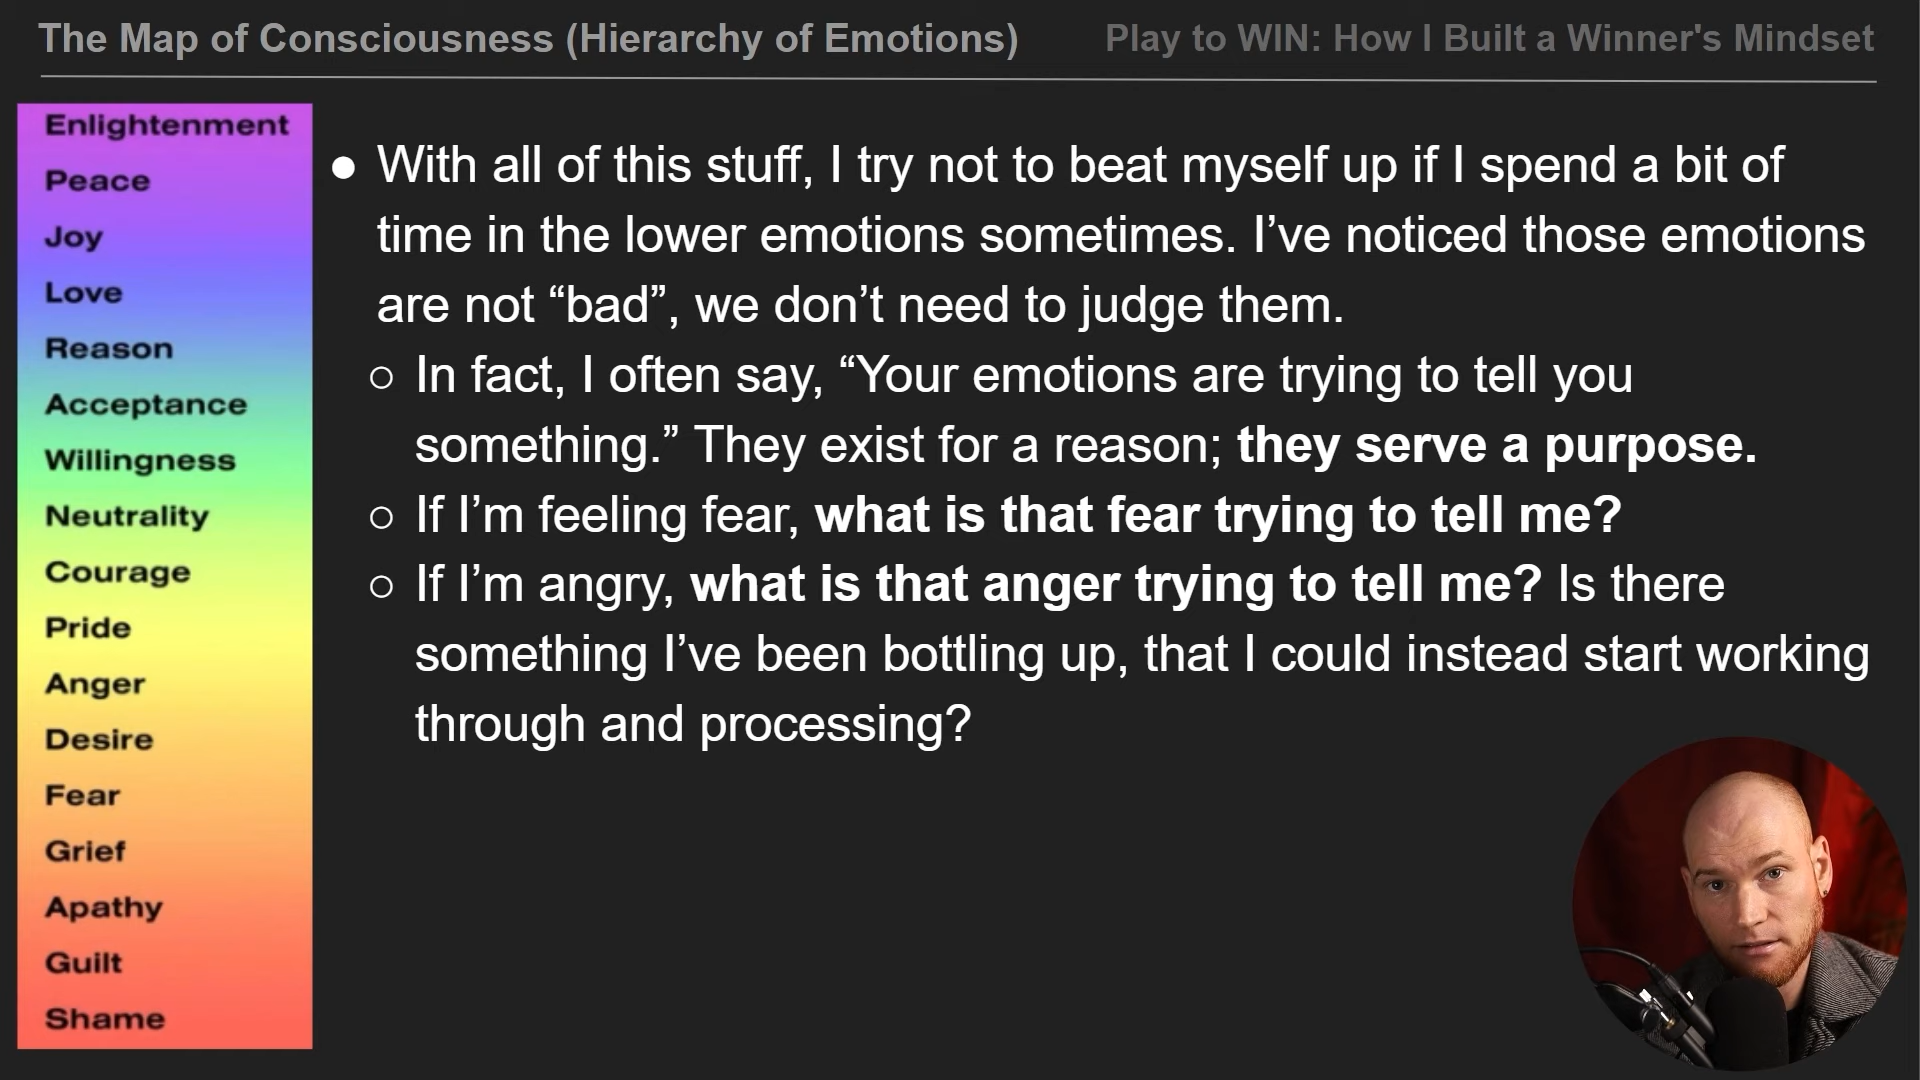 The Map of Consciousness (Hierarchy of Emotions)
Play to WIN: How I Built a Winner's Mindset
Enlightenment
Peace
Joy
Love
Reason
Acceptance
Willingness
Neutrality
Courage
Pride
Anger
Desire
Fear
Grief
Apathy
Guilt
Shame
● With all of this stuff, I try not to beat myself up if I spend a bit of
time in the lower emotions sometimes. I’ve noticed those emotions
are not “bad”, we don’t need to judge them.
○ In fact, I often say, “Your emotions are trying to tell you
something.” They exist for a reason; they serve a purpose.
○ If I’m feeling fear, what is that fear trying to tell me?
○ If I’m angry, what is that anger trying to tell me? Is there
something I’ve been bottling up, that I could instead start working
through and processing?